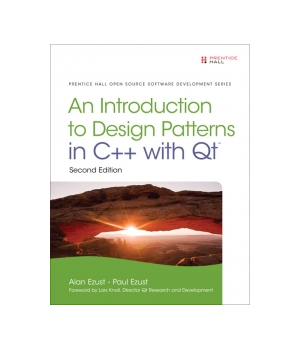 PRENTICE HALL
PRENTICE HALL OPEN SOURCE SOFTWARE DEVELOPMENT SERIES
An Introduction
to Design Patterns
in C++ with Qt™
Second Edition
Alan Ezust • Paul Ezust
Foreword by Lars Knoll, Director Qt Research and Development